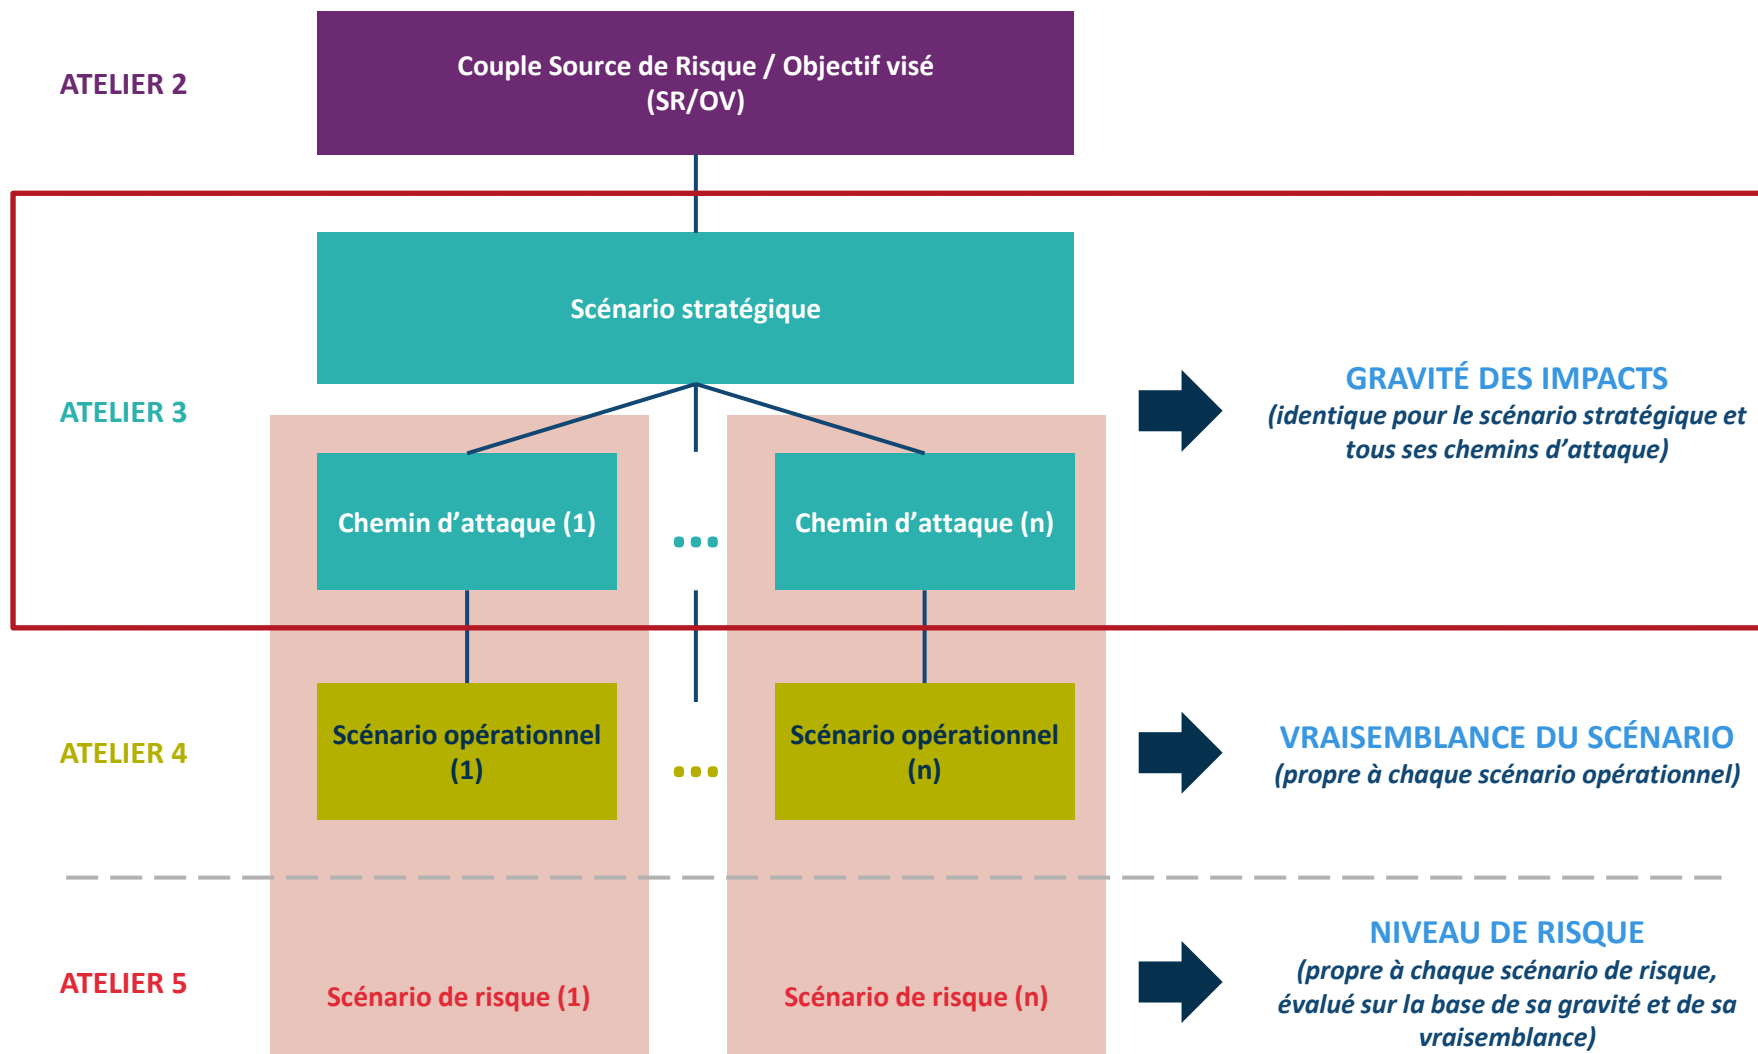 ATELIER 2
Couple Source de Risque / Objectif visé
(SR/OV)
Scénario stratégique
ATELIER 3
GRAVITÉ DES IMPACTS
(identique pour le scénario stratégique et
tous ses chemins d’attaque)
Chemin d’attaque (1)
...
Chemin d’attaque (n)
ATELIER 4
Scénario opérationnel
(1)
...
Scénario opérationnel
(n)
VRAISEMBLANCE DU SCÉNARIO
(propre à chaque scénario opérationnel)
ATELIER 5
Scénario de risque (1)
Scénario de risque (n)
NIVEAU DE RISQUE
(propre à chaque scénario de risque,
évalué sur la base de sa gravité et de sa
vraisemblance)